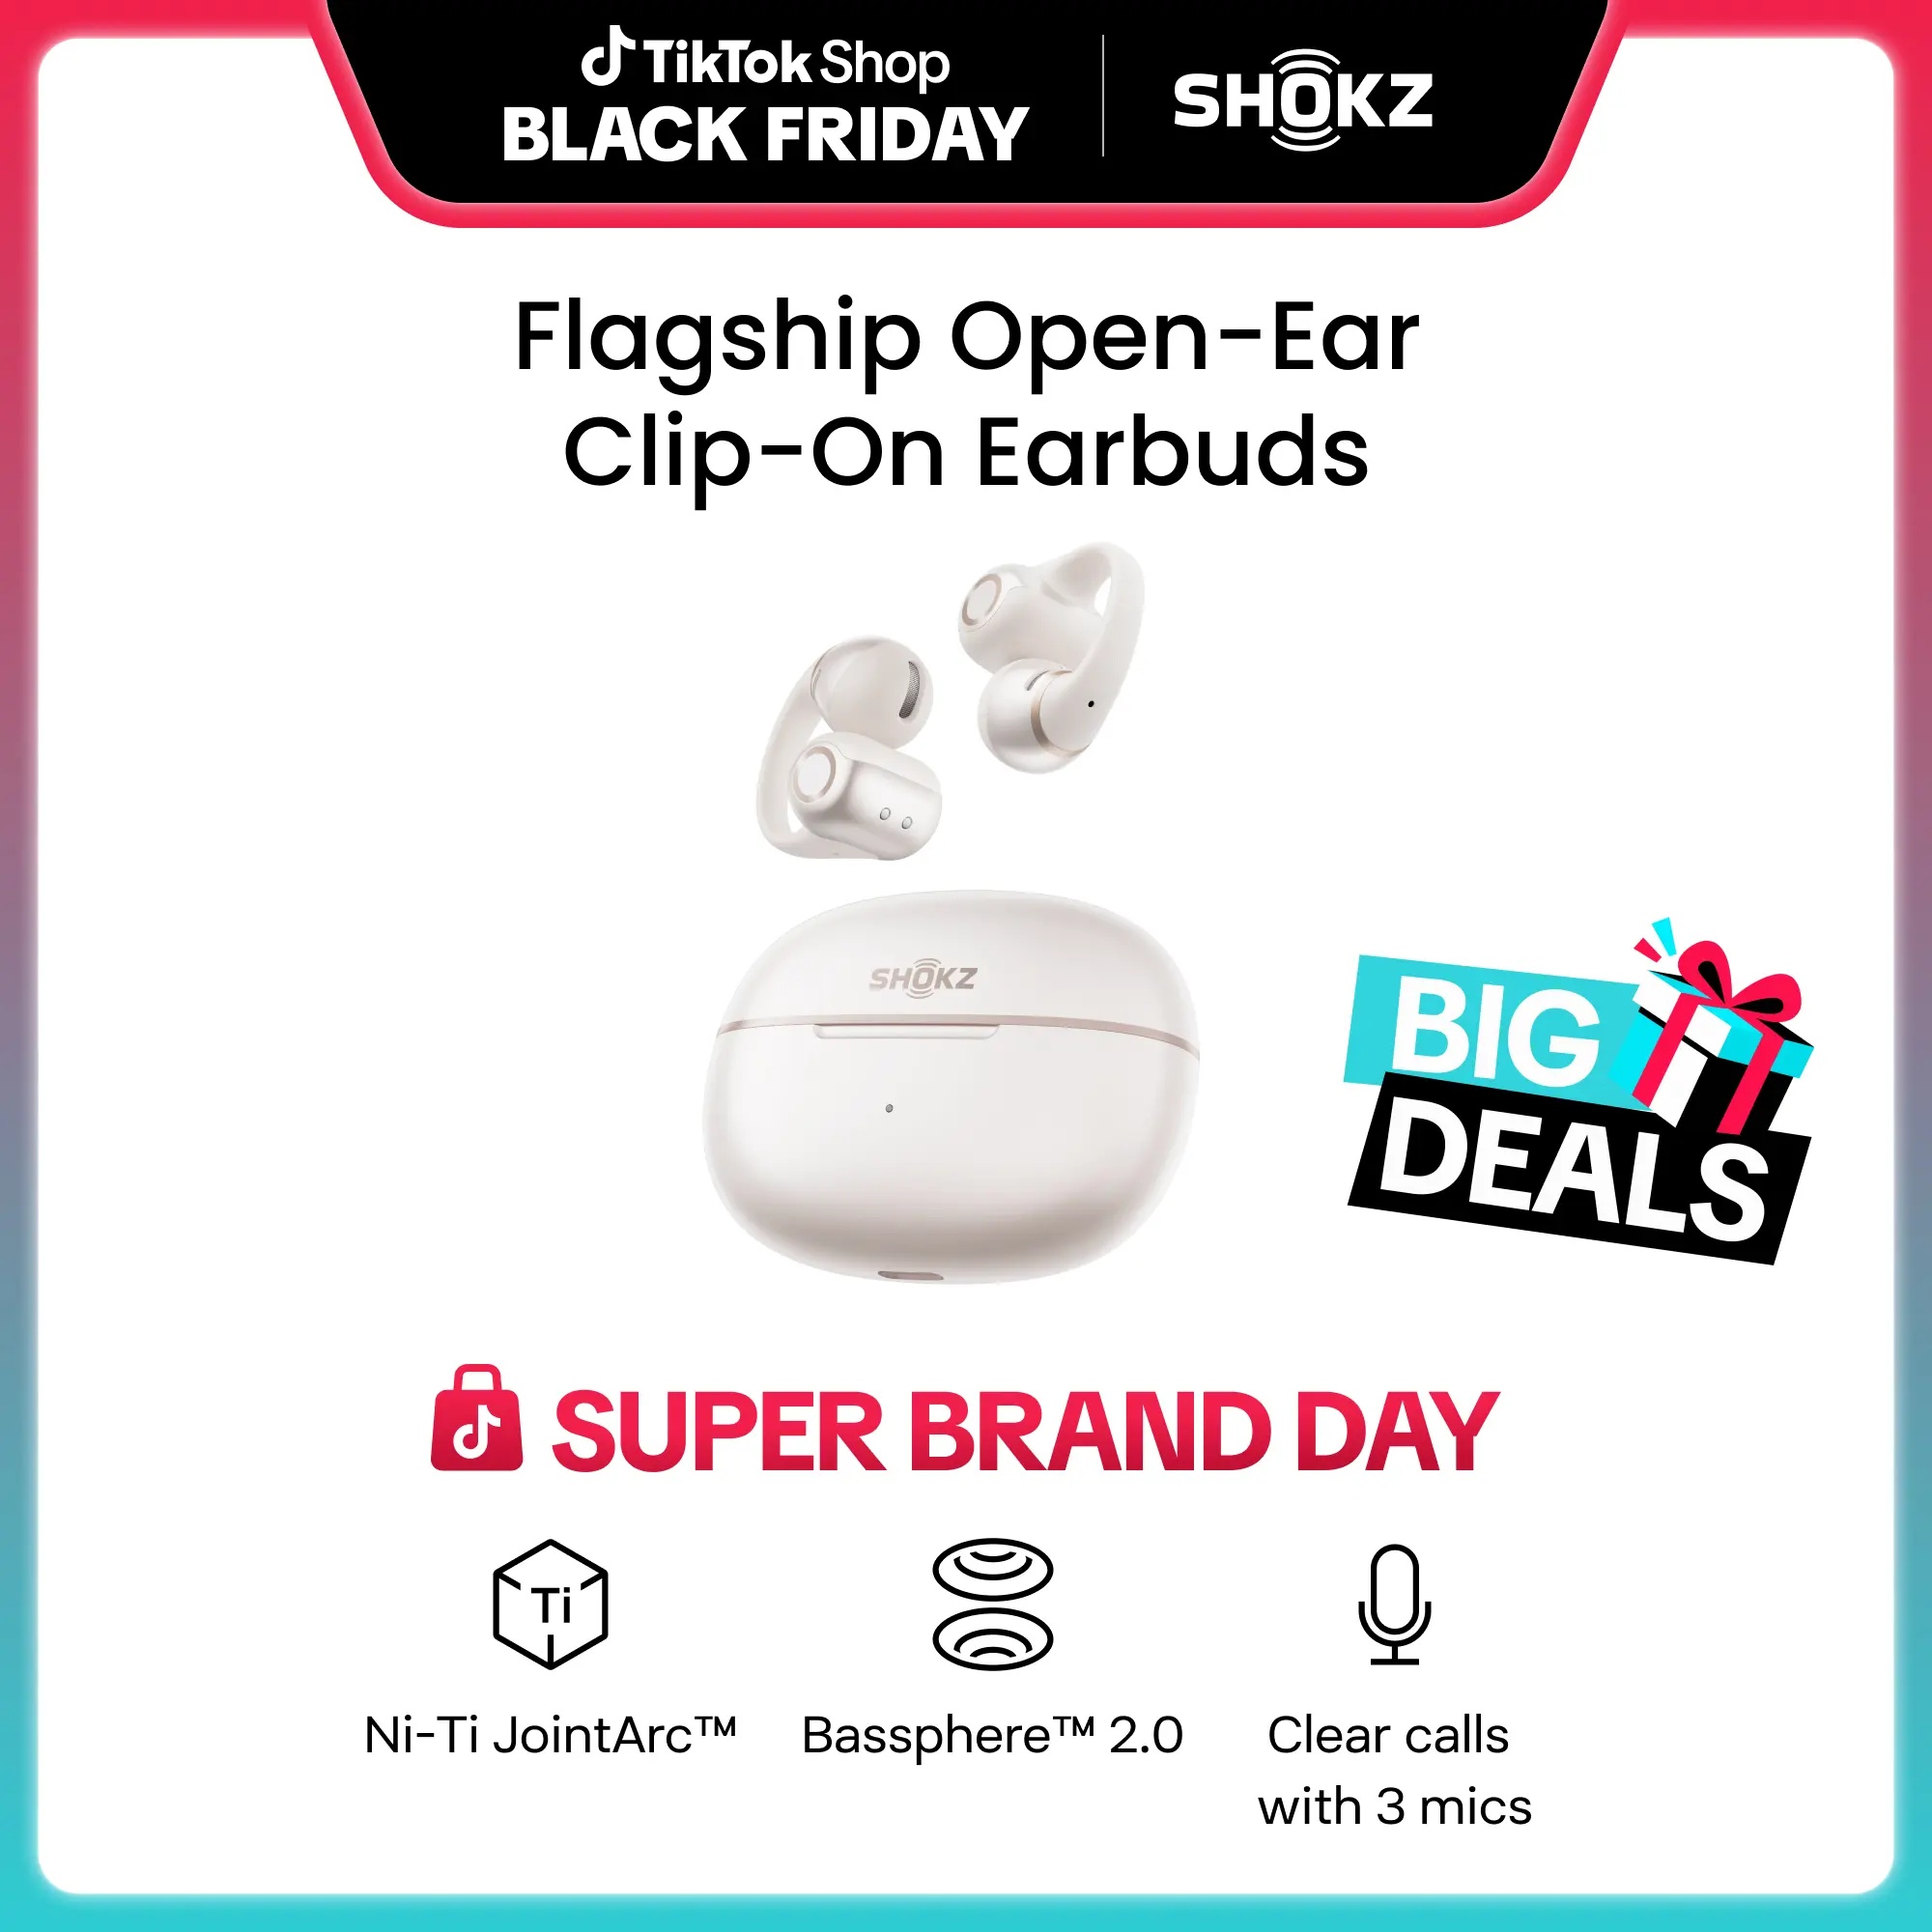 TikTok Shop
BLACK FRIDAY
SHOKZ
Flagship Open-Ear
Clip-On Earbuds
SHOKZ
BIG
DEALS
SUPER BRAND DAY
Ti
Ni-Ti JointArc™
Bassphere™ 2.0
Clear calls
with 3 mics